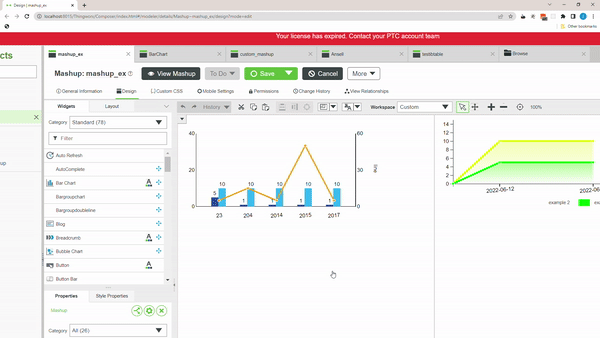 Design | mashup_ex
localhost:8015/Thingworx/Composer/index.html#/modeler/details/Mashup~mashup_ex/design?mode=edit
Other bookmarks
Your license has expired. Contact your PTC account team
cts
mashup_ex
BarChart
custom_mashup
Ansell
Browse
Mashup: mashup_ex
View Mashup
To Do
Save
Cancel
More
General Information
Design
Custom CSS
Mobile Settings
Permissions
Change History
View Relationships
Widgets
Layout
History
Workspace
Custom
100%
Category
Standard (78)
Filter
Auto Refresh
AutoComplete
Bar Chart
Bargroupchart
Bargroupdoubleline
Blog
Breadcrumb
Bubble Chart
Button
Button Bar
up
Properties
Style Properties
Mashup
Category:
All (26)
40
20
0
60
30
0
line
5
10
1
10
1
10
1
10
1
10
23
204
2014
2015
2017
14
12
10
8
6
4
2
0
2022-06-12
2022-06-
example 2
ex